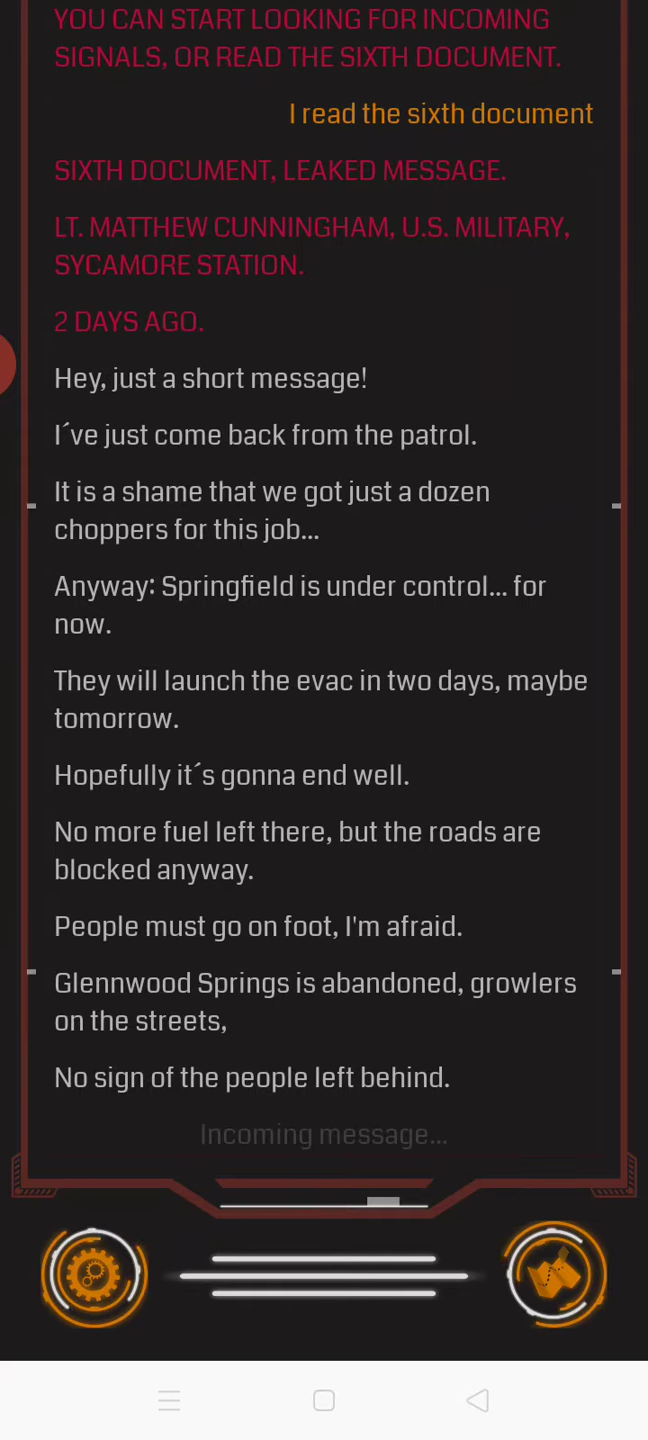 YOU CAN START LOOKING FOR INCOMING
SIGNALS, OR READ THE SIXTH DOCUMENT.
I read the sixth document
SIXTH DOCUMENT, LEAKED MESSAGE.
LT. MATTHEW CUNNINGHAM, U.S. MILITARY,
SYCAMORE STATION.
2 DAYS AGO.
Hey, just a short message!
I´ve just come back from the patrol.
It is a shame that we got just a dozen
choppers for this job...
Anyway: Springfield is under control... for
now.
They will launch the evac in two days, maybe
tomorrow.
Hopefully it´s gonna end well.
No more fuel left there, but the roads are
blocked anyway.
People must go on foot, I'm afraid.
Glennwood Springs is abandoned, growlers
on the streets,
No sign of the people left behind.
Incoming message...